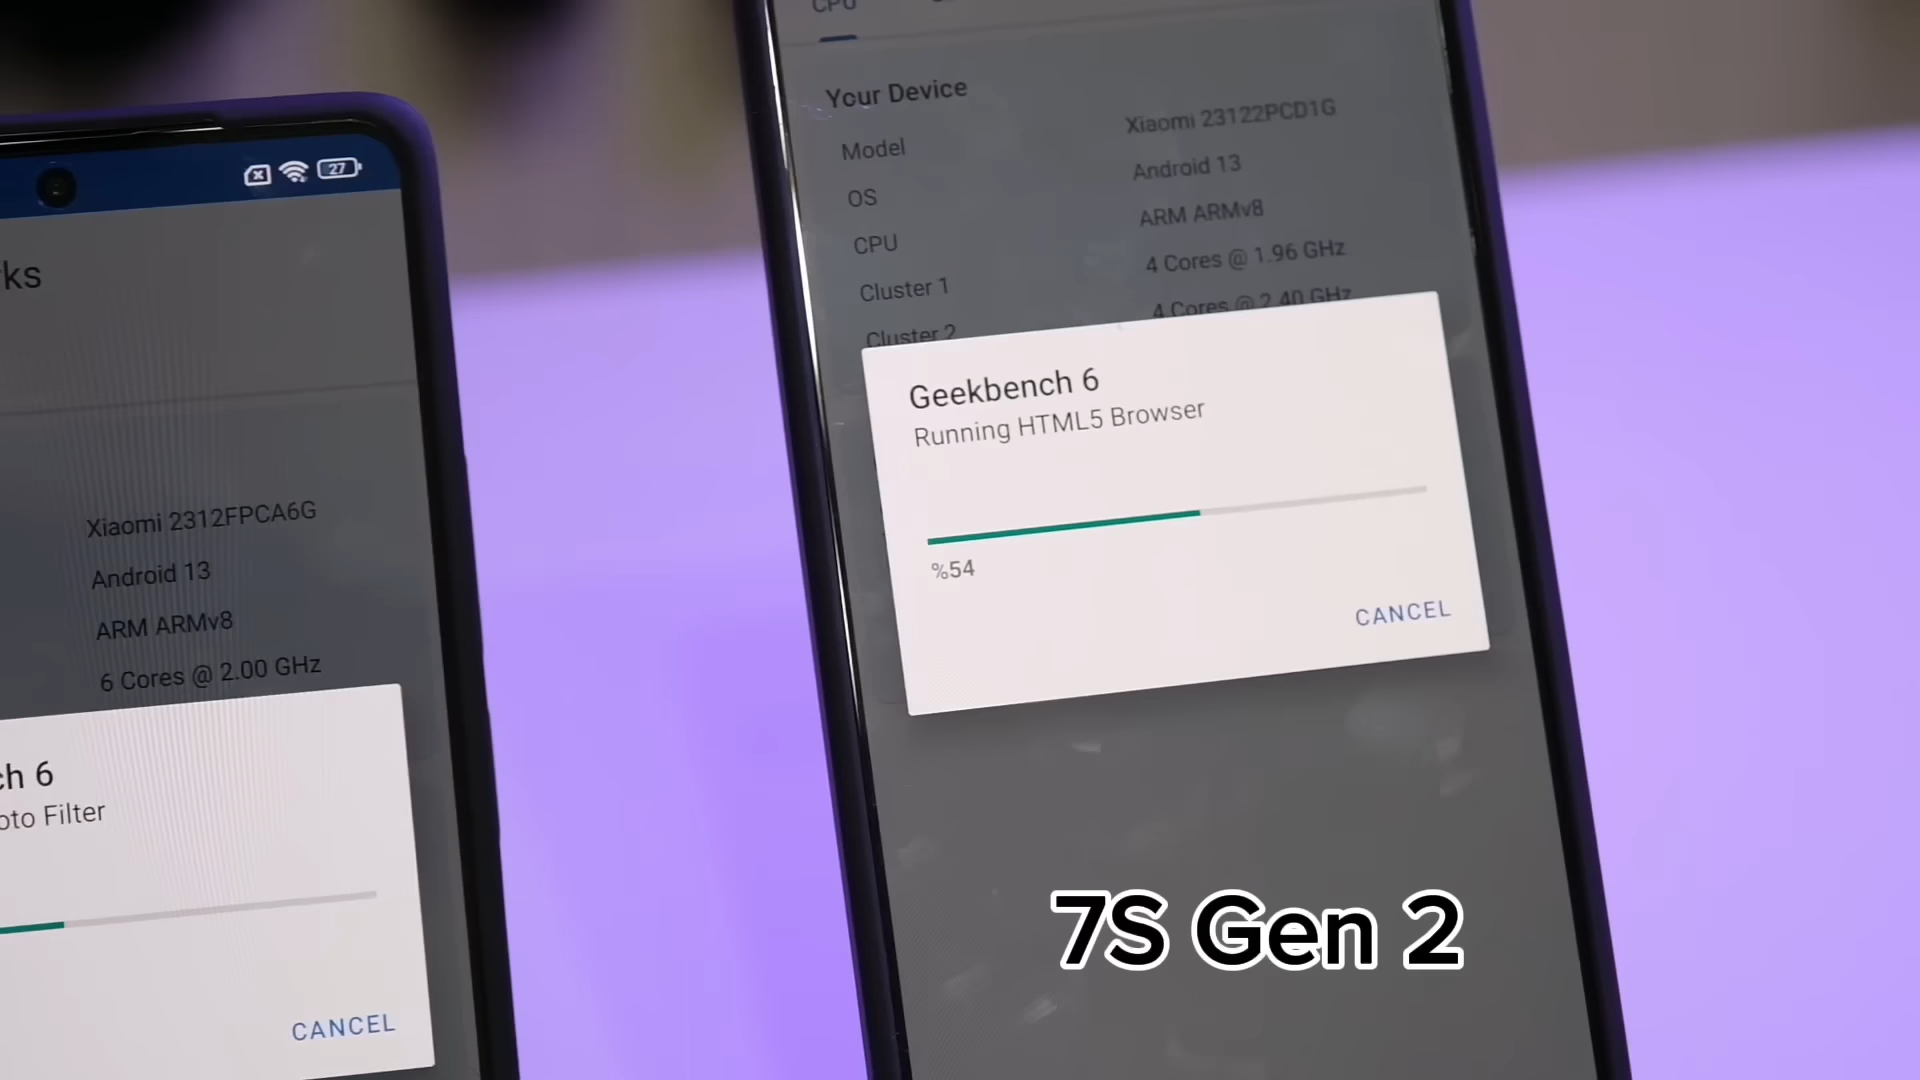 27
ks
Xiaomi 2312FPCA6G
Android 13
ARM ARMv8
6 Cores @ 2.00 GHz
ch 6
oto Filter
CANCEL
CPU
Your Device
Model
Xiaomi 23122PCD1G
OS
Android 13
CPU
ARM ARMv8
Cluster 1
4 Cores @ 1.96 GHz
Cluster 2
4 Cores @ 2.40 GHz
Geekbench 6
Running HTML5 Browser
%54
CANCEL
7S Gen 2